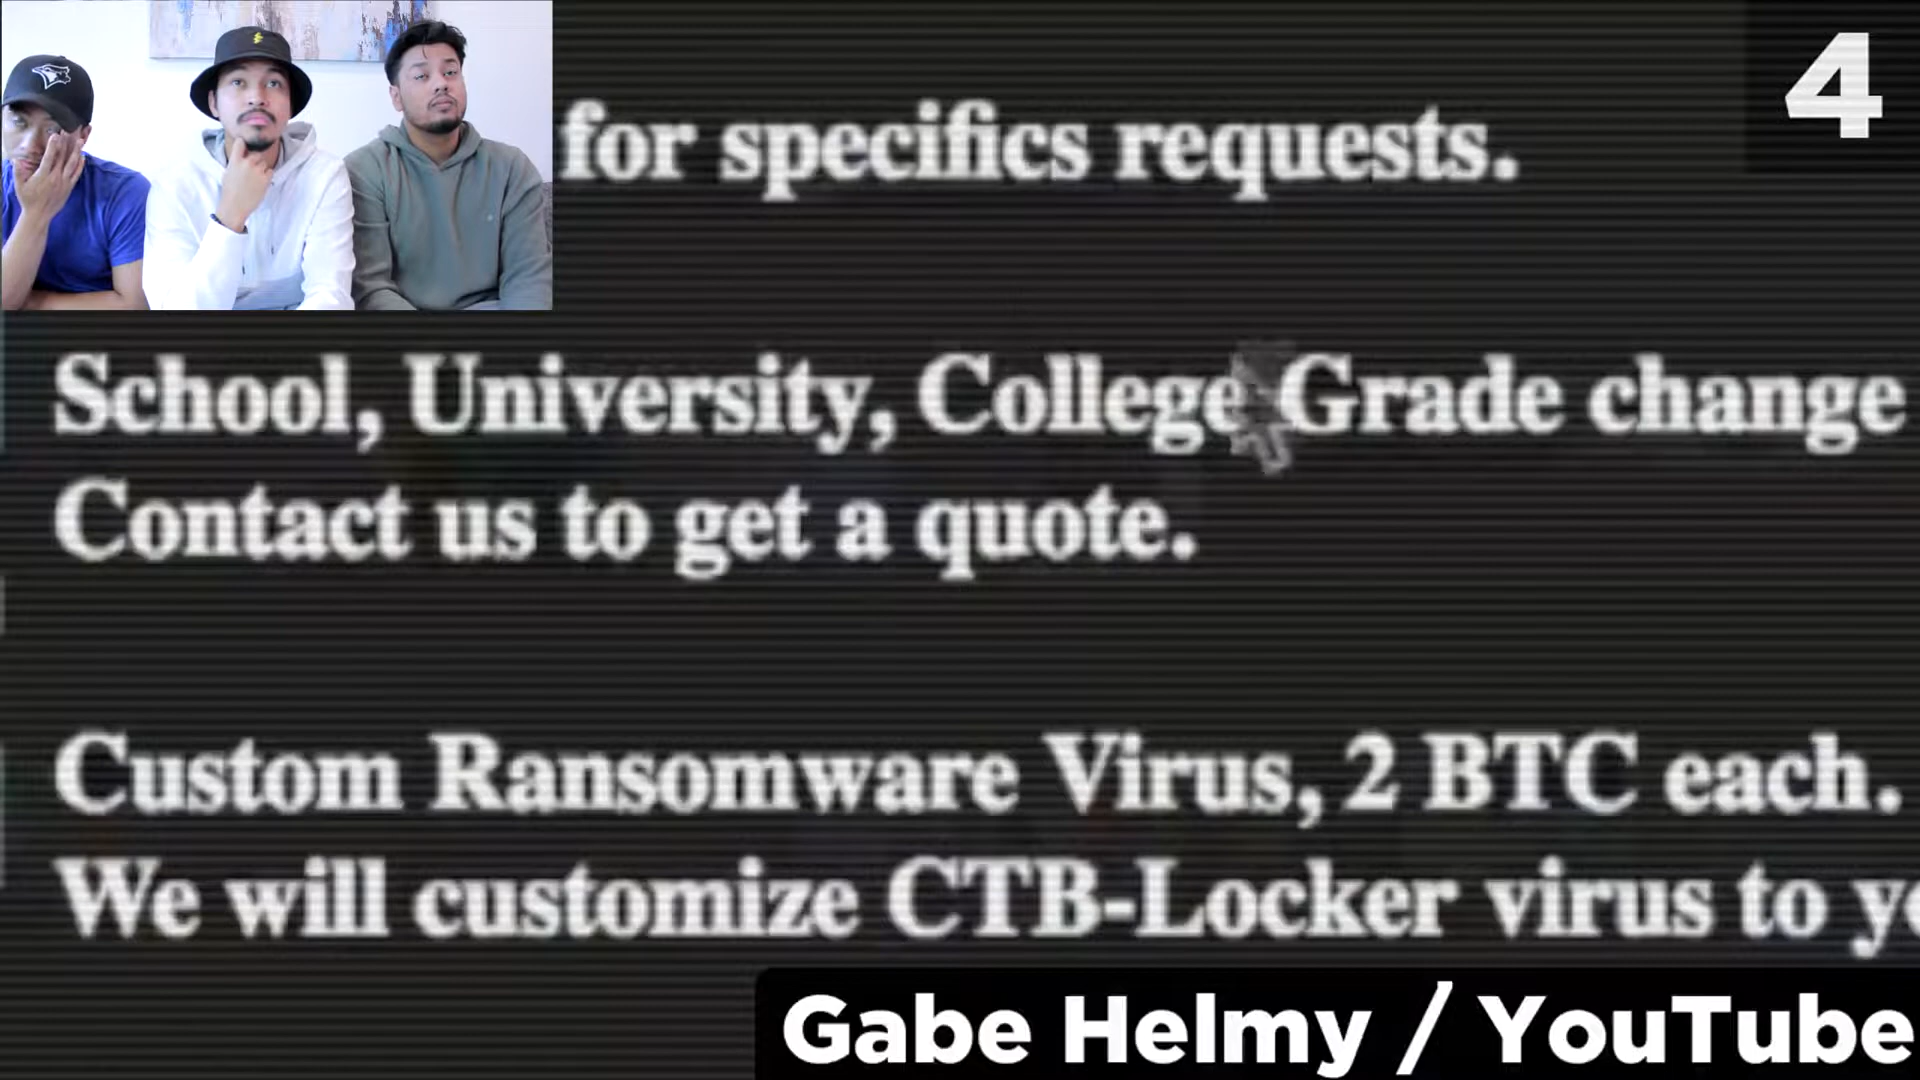 4
for specifics requests.
School, University, College Grade change
Contact us to get a quote.
Custom Ransomware Virus, 2 BTC each.
We will customize CTB-Locker virus to
Gabe Helmy / YouTube